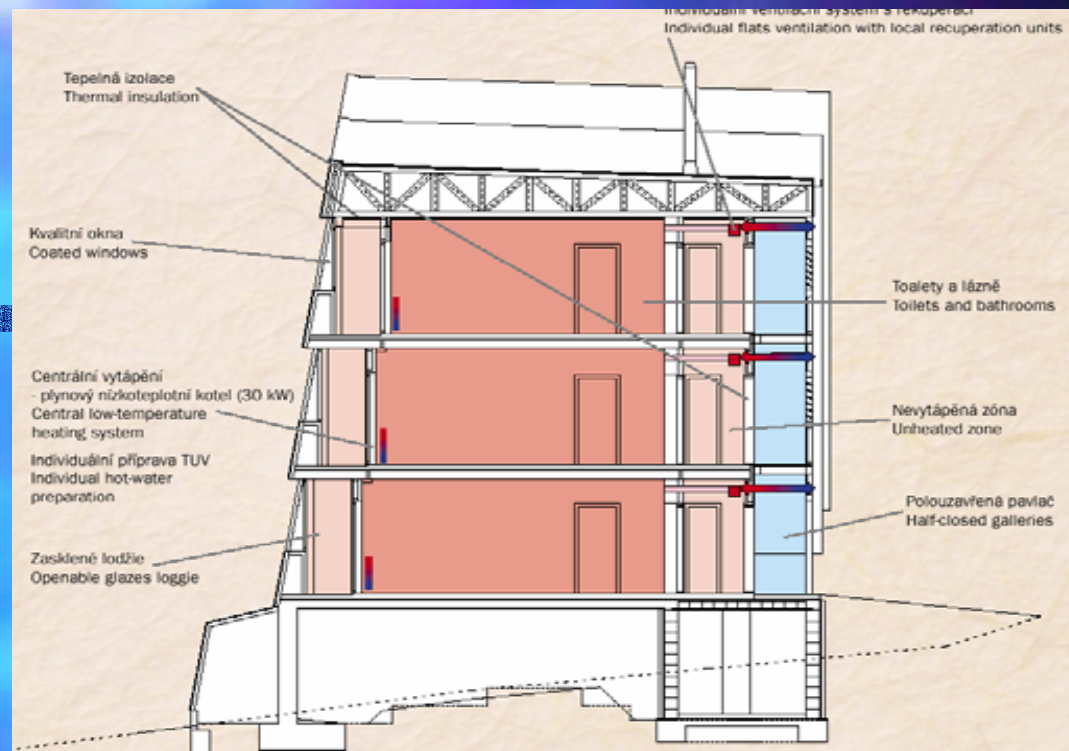 Individuální ventilační systém s rekuperací
Individual flats ventilation with local recuperation units
Tepelná izolace
Thermal insulation
Kvalitní okna
Coated windows
Toalety a lázně
Toilets and bathrooms
Centrální vytápění
- plynový nízkoteplotní kotel (30 kW)
Central low-temperature
heating system
Nevytápěná zóna
Unheated zone
Individuální příprava TUV
Individual hot-water
preparation
Polouzavřená pavlač
Half-closed galleries
Zasklené lodžie
Openable glazes loggie